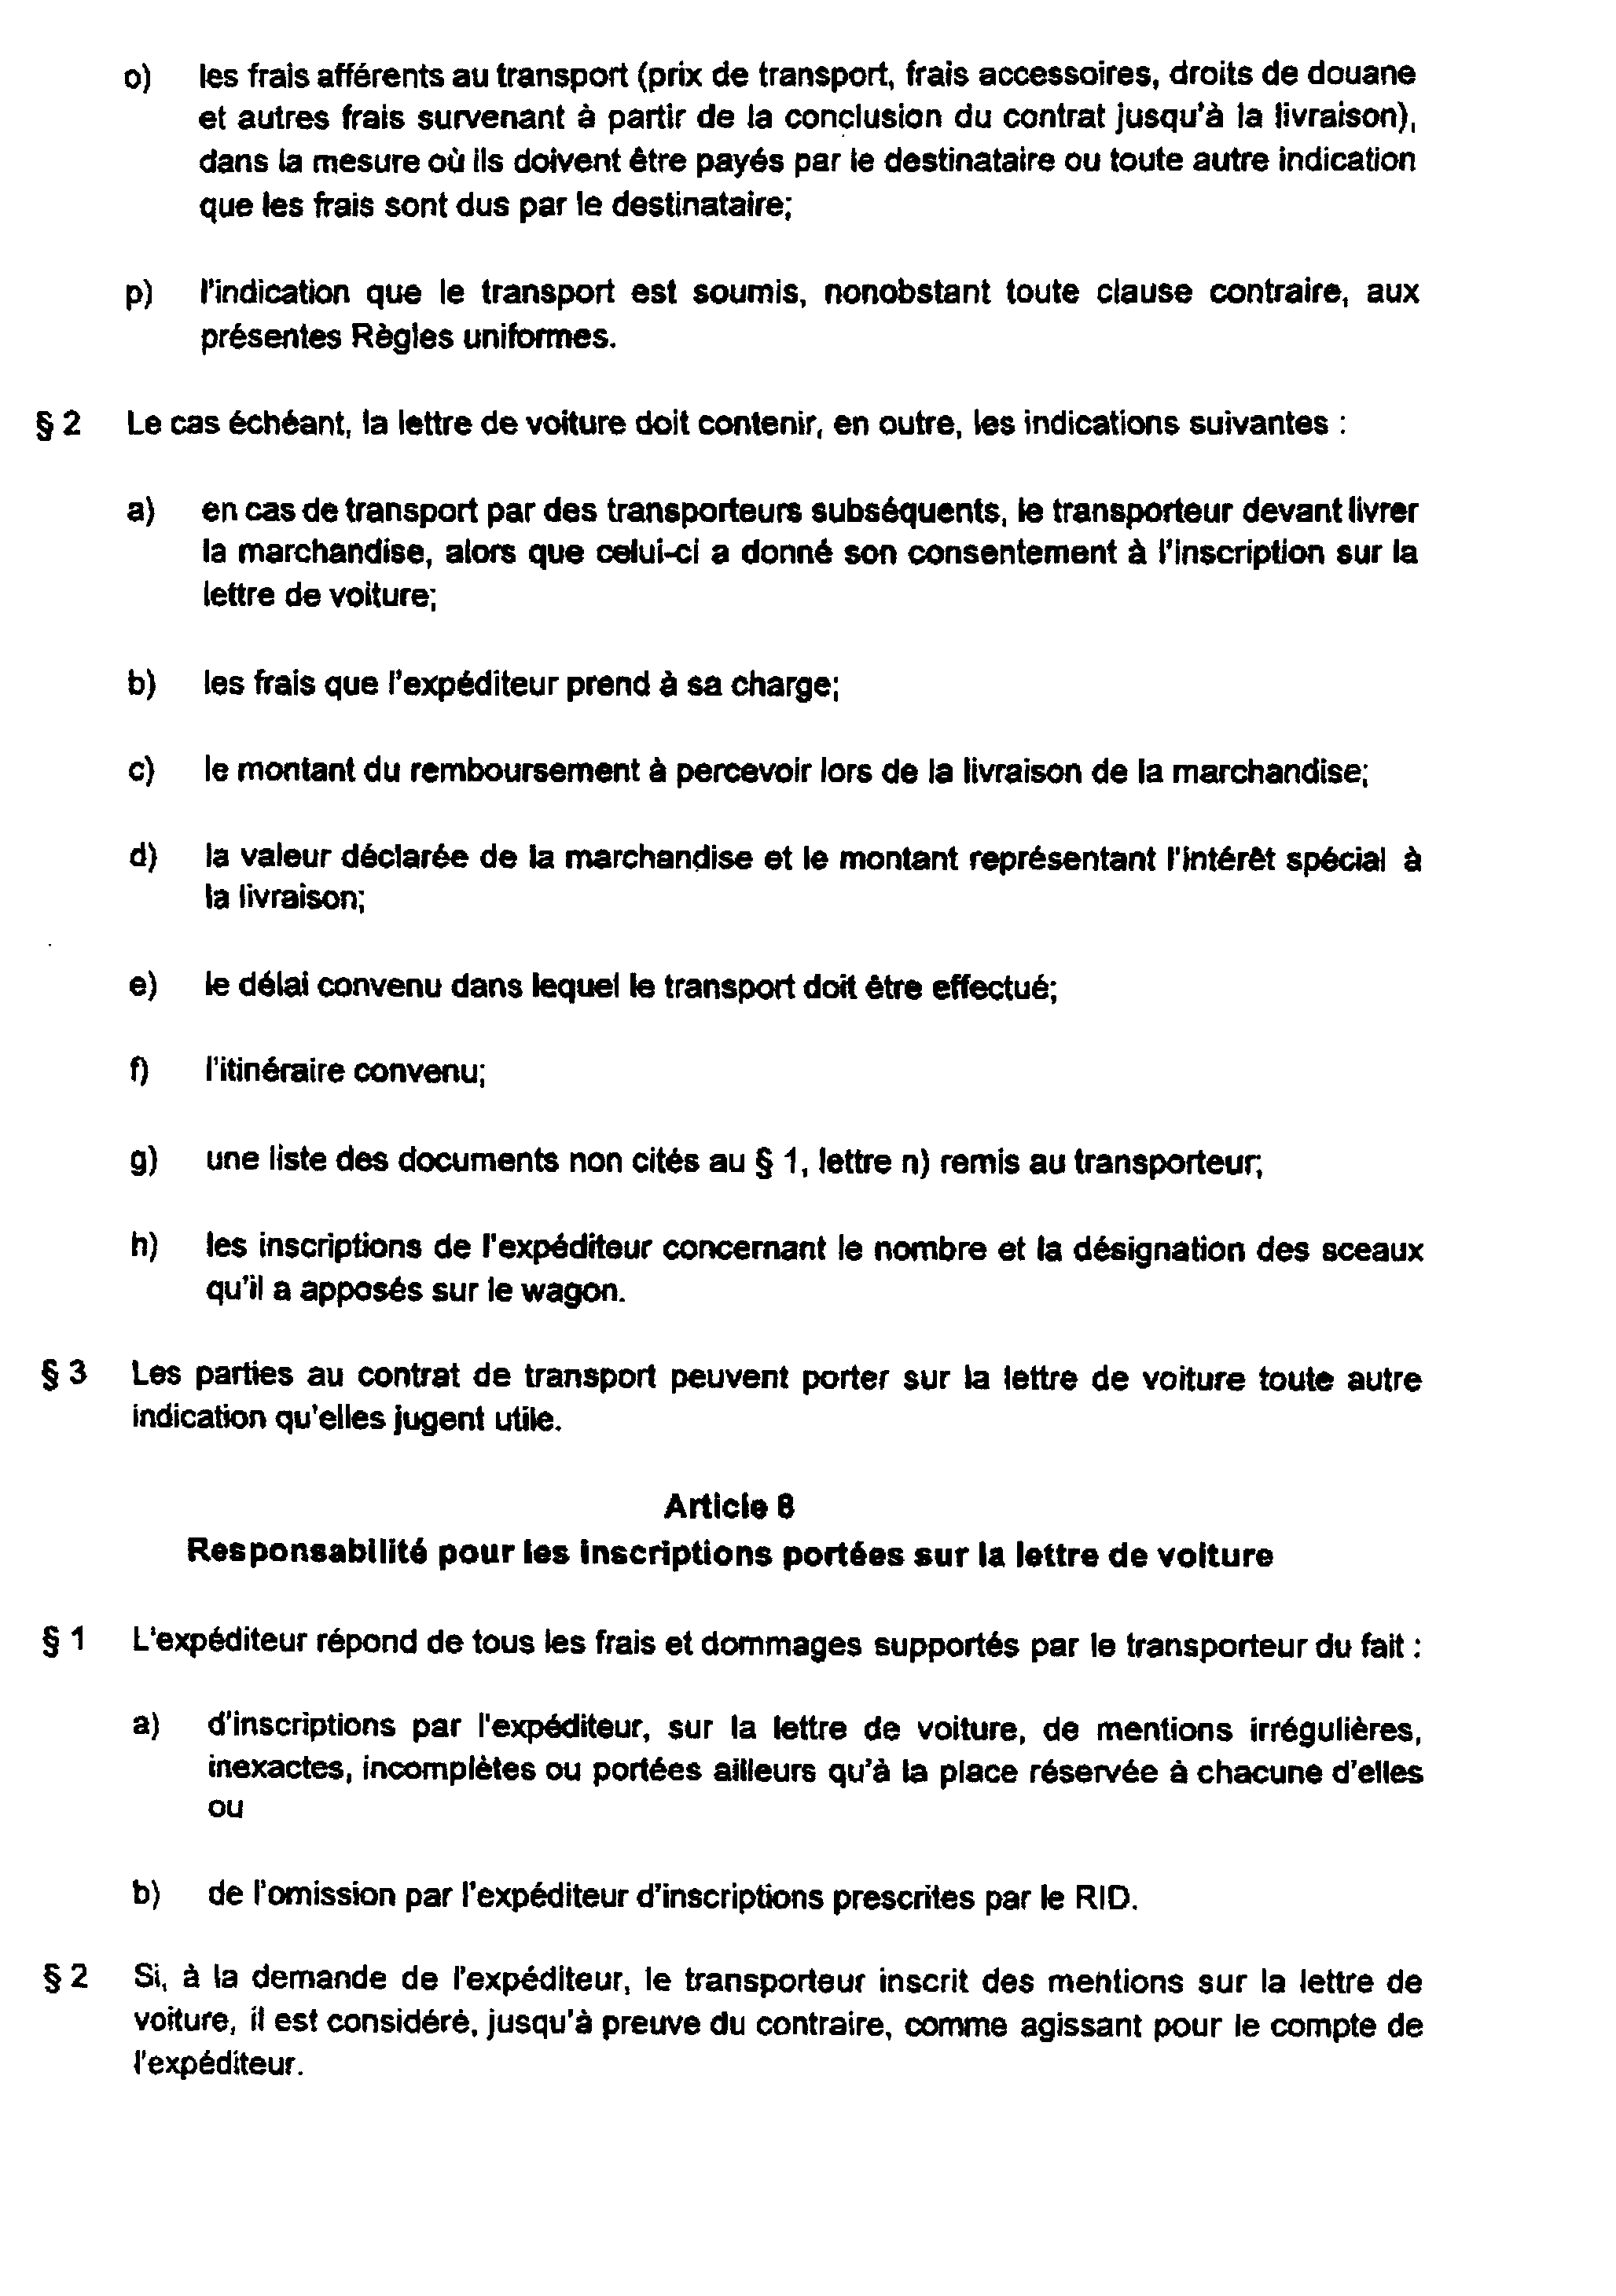 o) les frais afférents au transport (prix de transport, frais accessoires, droits de douane
et autres frais survenant à partir de la conclusion du contrat jusqu'à la livraison),
dans la mesure où ils doivent être payés par le destinataire ou toute autre indication
que les frais sont dus par le destinataire;
p) l'indication que le transport est soumis, nonobstant toute clause contraire, aux
présentes Règles uniformes.
§ 2 Le cas échéant, la lettre de voiture doit contenir, en outre, les indications suivantes :
a) en cas de transport par des transporteurs subséquents, le transporteur devant livrer
la marchandise, alors que celui-ci a donné son consentement à l'inscription sur la
lettre de voiture;
b) les frais que l'expéditeur prend à sa charge;
c) le montant du remboursement à percevoir lors de la livraison de la marchandise;
d) la valeur déclarée de la marchandise et le montant représentant l'intérêt spécial à
la livraison;
e) le délai convenu dans lequel le transport doit être effectué;
f) l'itinéraire convenu;
g) une liste des documents non cités au § 1, lettre n) remis au transporteur;
h) les inscriptions de l'expéditeur concernant le nombre et la désignation des sceaux
qu'il a apposés sur le wagon.
§ 3 Les parties au contrat de transport peuvent porter sur la lettre de voiture toute autre
indication qu'elles jugent utile.
Article 8
Responsabilité pour les inscriptions portées sur la lettre de voiture
§ 1 L'expéditeur répond de tous les frais et dommages supportés par le transporteur du fait :
a) d'inscriptions par l'expéditeur, sur la lettre de voiture, de mentions irrégulières,
inexactes, incomplètes ou portées ailleurs qu'à la place réservée à chacune d'elles
ou
b) de l'omission par l'expéditeur d'inscriptions prescrites par le RID.
§ 2 Si, à la demande de l'expéditeur, le transporteur inscrit des mentions sur la lettre de
voiture, il est considéré, jusqu'à preuve du contraire, comme agissant pour le compte de
l'expéditeur.